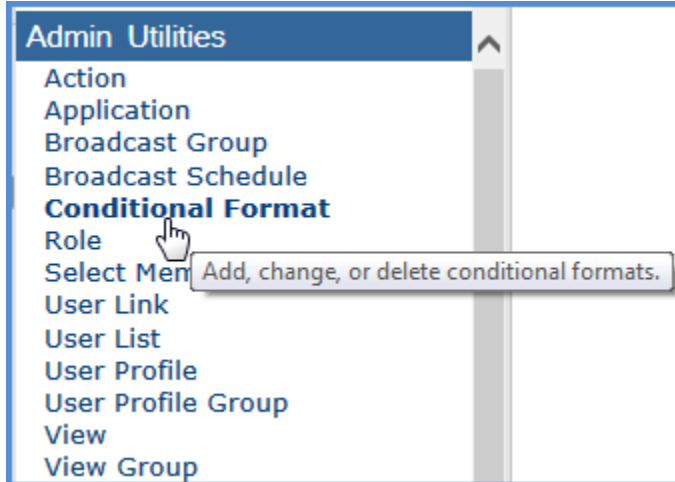 Admin Utilities
Action
Application
Broadcast Group
Broadcast Schedule
Conditional Format
Role
Select
Add, change, or delete conditional formats.
User Link
User List
User Profile
User Profile Group
View
View Group